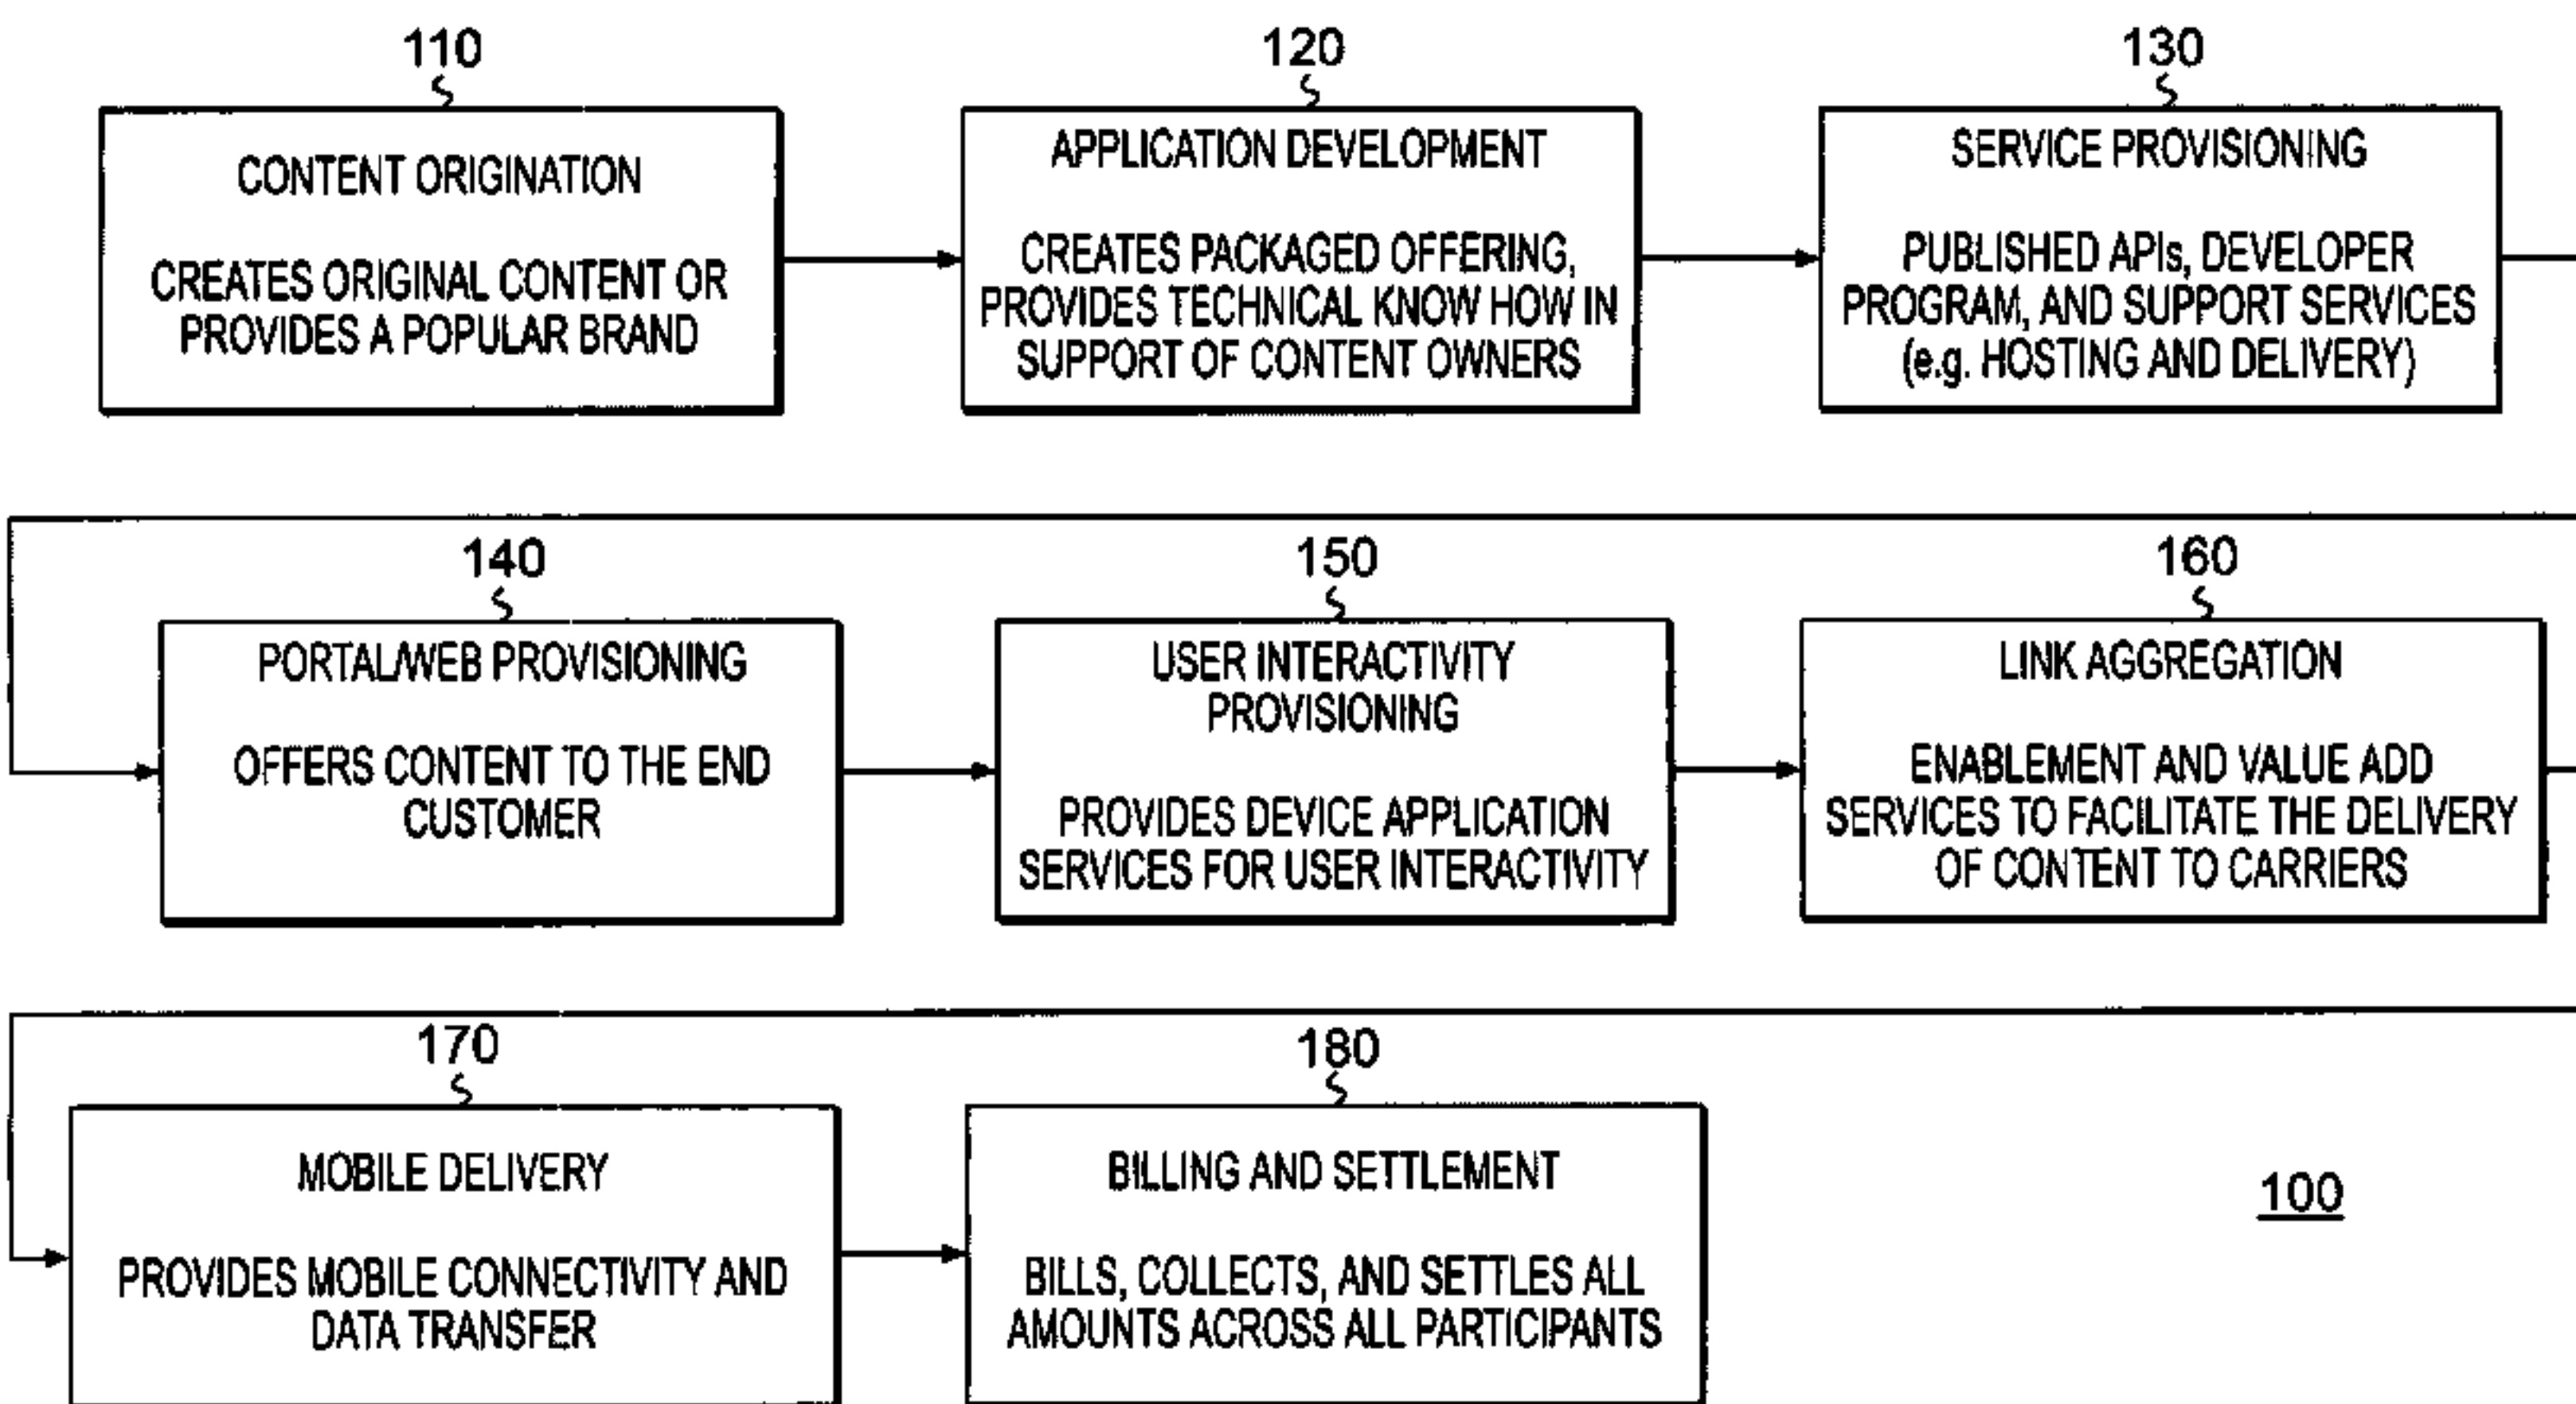 110
CONTENT ORIGINATION
CREATES ORIGINAL CONTENT OR
PROVIDES A POPULAR BRAND
120
APPLICATION DEVELOPMENT
CREATES PACKAGED OFFERING,
PROVIDES TECHNICAL KNOW HOW IN
SUPPORT OF CONTENT OWNERS
130
SERVICE PROVISIONING
PUBLISHED APIs, DEVELOPER
PROGRAM, AND SUPPORT SERVICES
(e.g. HOSTING AND DELIVERY)
140
PORTAL/WEB PROVISIONING
OFFERS CONTENT TO THE END
CUSTOMER
150
USER INTERACTIVITY
PROVISIONING
PROVIDES DEVICE APPLICATION
SERVICES FOR USER INTERACTIVITY
160
LINK AGGREGATION
ENABLEMENT AND VALUE ADD
SERVICES TO FACILITATE THE DELIVERY
OF CONTENT TO CARRIERS
170
MOBILE DELIVERY
PROVIDES MOBILE CONNECTIVITY AND
DATA TRANSFER
180
BILLING AND SETTLEMENT
BILLS, COLLECTS, AND SETTLES ALL
AMOUNTS ACROSS ALL PARTICIPANTS
100